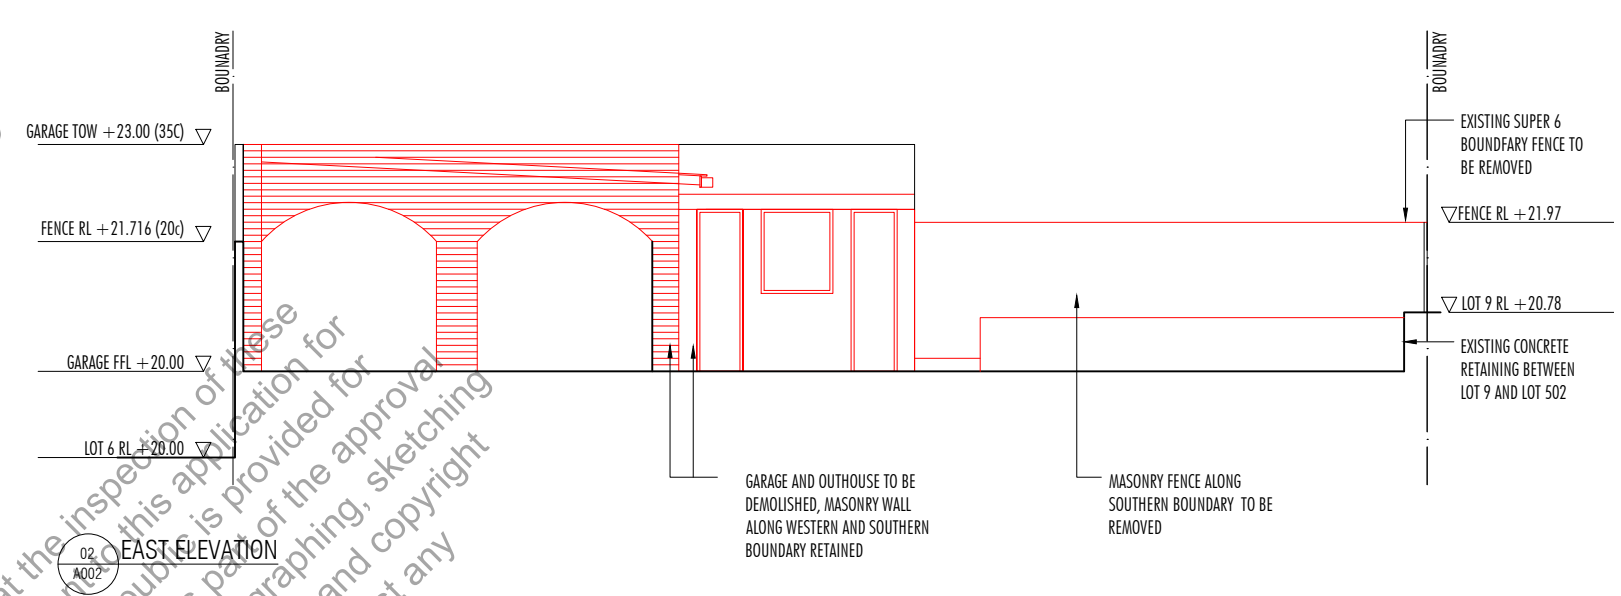 BOUNADRY
BOUNADRY
GARAGE TOW +23.00 (35C)
EXISTING SUPER 6
BOUNDFARY FENCE TO
BE REMOVED
FENCE RL +21.716 (20c)
FENCE RL +21.97
LOT 9 RL +20.78
GARAGE FFL +20.00
EXISTING CONCRETE
RETAINING BETWEEN
LOT 9 AND LOT 502
LOT 6 RL +20.00
GARAGE AND OUTHOUSE TO BE
DEMOLISHED, MASONRY WALL
ALONG WESTERN AND SOUTHERN
BOUNDARY RETAINED
MASONRY FENCE ALONG
SOUTHERN BOUNDARY TO BE
REMOVED
02
A002
EAST ELEVATION
at the inspection of these
this application for
public is provided for
part of the approval
graphing, sketching
and copyright
any